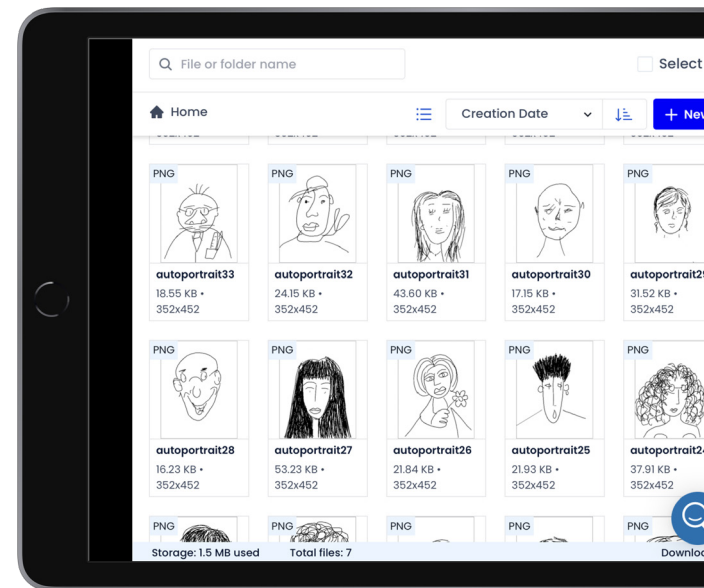 File or folder name
Select
Home
Creation Date
+ New
PNG PNG PNG PNG PNG
autoportrait33 autoportrait32 autoportrait31 autoportrait30 autoportrait29
18.55 KB • 24.15 KB • 43.60 KB • 17.15 KB • 31.52 KB •
352x452 352x452 352x452 352x452 352x452
PNG PNG PNG PNG PNG
autoportrait28 autoportrait27 autoportrait26 autoportrait25 autoportrait24
16.23 KB • 53.23 KB • 21.84 KB • 21.93 KB • 37.91 KB •
352x452 352x452 352x452 352x452 352x452
PNG PNG PNG PNG PNG
Storage: 1.5 MB used Total files: 7